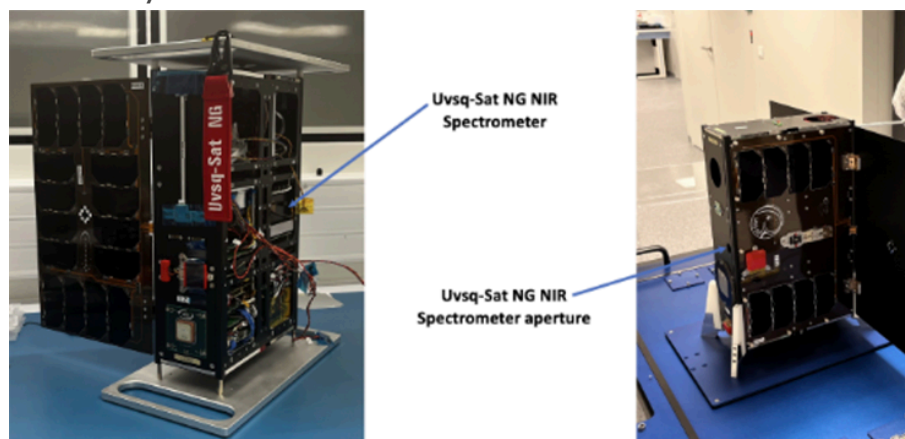 Uvsq-Sat NG
Uvsq-Sat NG NIR
Spectrometer
Uvsq-Sat NG NIR
Spectrometer aperture